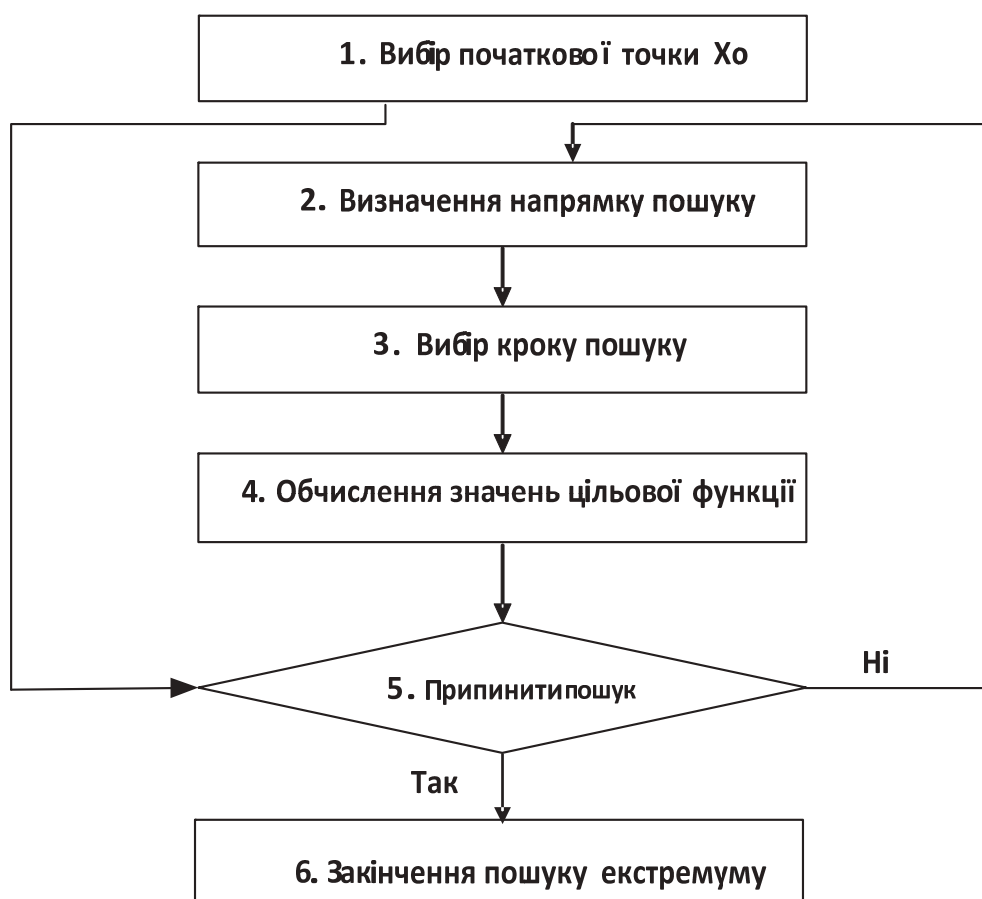 1. Вибір початкової точки Хо
2. Визначення напрямку пошуку
3. Вибір кроку пошуку
4. Обчислення значень цільової функції
5. Припинити пошук
Ні
Так
6. Закінчення пошуку екстремуму